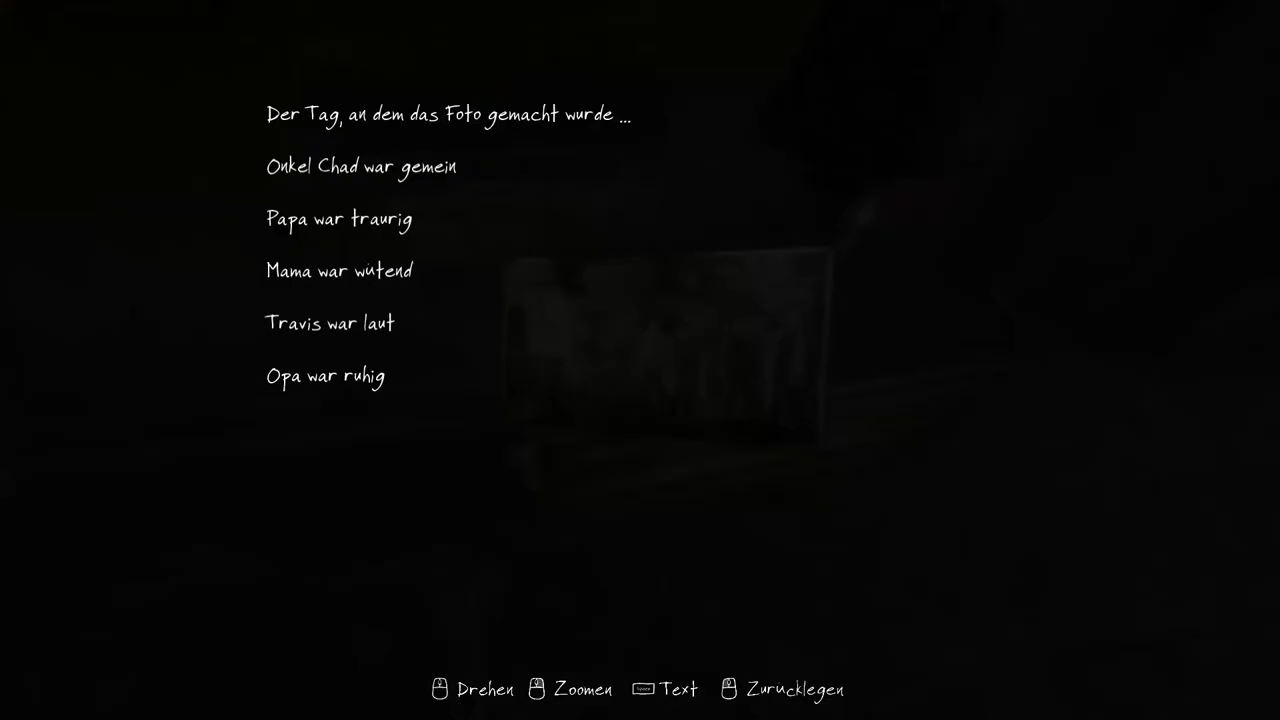 Der Tag, an dem das Foto gemacht wurde ...
Onkel Chad war gemein
Papa war traurig
Mama war wütend
Travis war laut
Opa war ruhig
Drehen Zoomen Text Zurücklegen